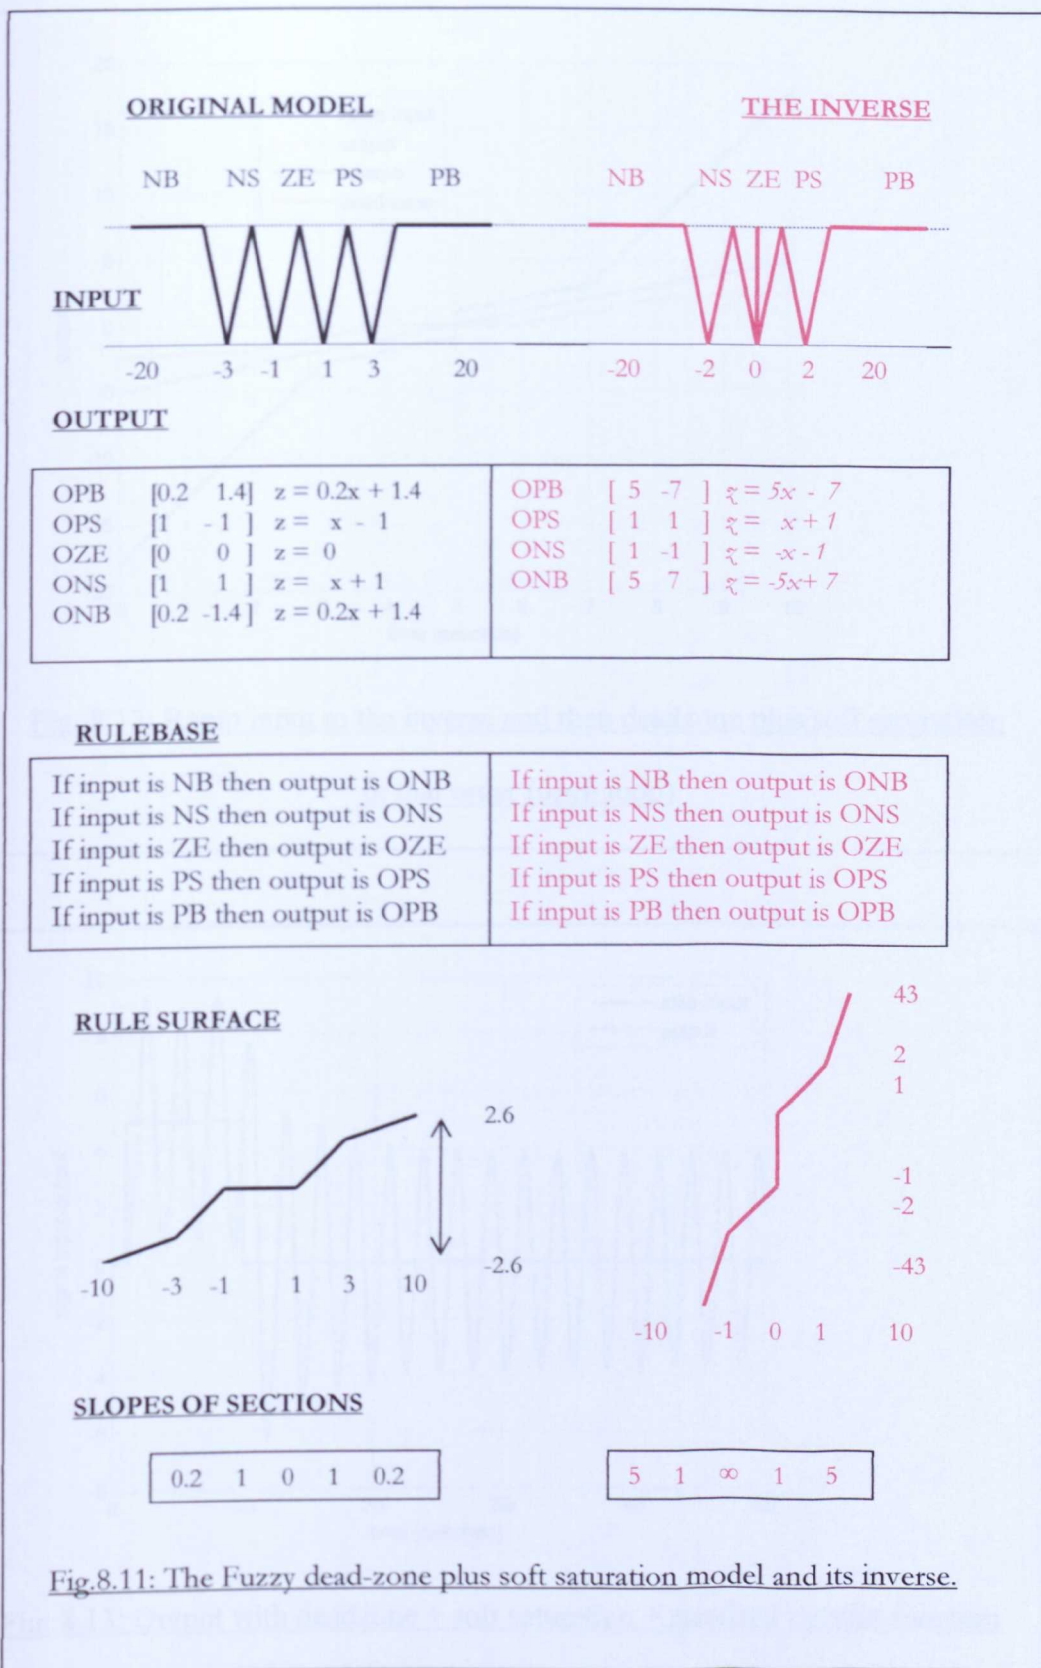 ORIGINAL MODEL THE INVERSE
NB NS ZE PS PB NB NS ZE PS PB
INPUT
-20 -3 -1 1 3 20 -20 -2 0 2 20
OUTPUT
OPB [0.2 1.4] z = 0.2x + 1.4 OPB [ 5 -7 ] z = 5x - 7
OPS [1 - 1 ] z = x - 1 OPS [ 1 1 ] z = x + 1
OZE [0 0 ] z = 0 ONS [ 1 -1 ] z = -x - 1
ONS [1 1 ] z = x + 1 ONB [ 5 7 ] z = -5x + 7
ONB [0.2 -1.4] z = 0.2x + 1.4
RULEBASE
If input is NB then output is ONB If input is NB then output is ONB
If input is NS then output is ONS If input is NS then output is ONS
If input is ZE then output is OZE If input is ZE then output is OZE
If input is PS then output is OPS If input is PS then output is OPS
If input is PB then output is OPB If input is PB then output is OPB
RULE SURFACE
43
2
1
2.6
-1
-2
-2.6 -43
-10 -3 -1 1 3 10
-10 -1 0 1 10
SLOPES OF SECTIONS
0.2 1 0 1 0.2 5 1 ∞ 1 5
Fig.8.11: The Fuzzy dead-zone plus soft saturation model and its inverse.